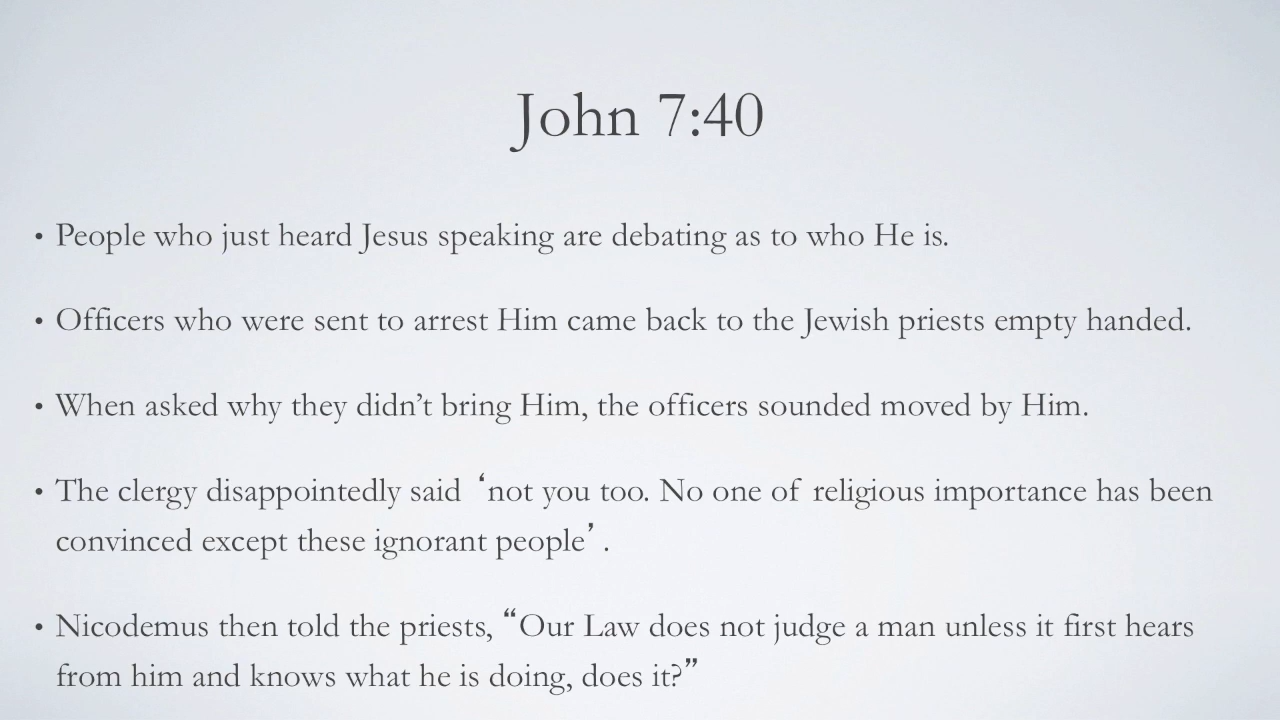 John 7:40
• People who just heard Jesus speaking are debating as to who He is.
• Officers who were sent to arrest Him came back to the Jewish priests empty handed.
• When asked why they didn’t bring Him, the officers sounded moved by Him.
• The clergy disappointedly said ‘not you too. No one of religious importance has been
convinced except these ignorant people’.
• Nicodemus then told the priests, “Our Law does not judge a man unless it first hears
from him and knows what he is doing, does it?”